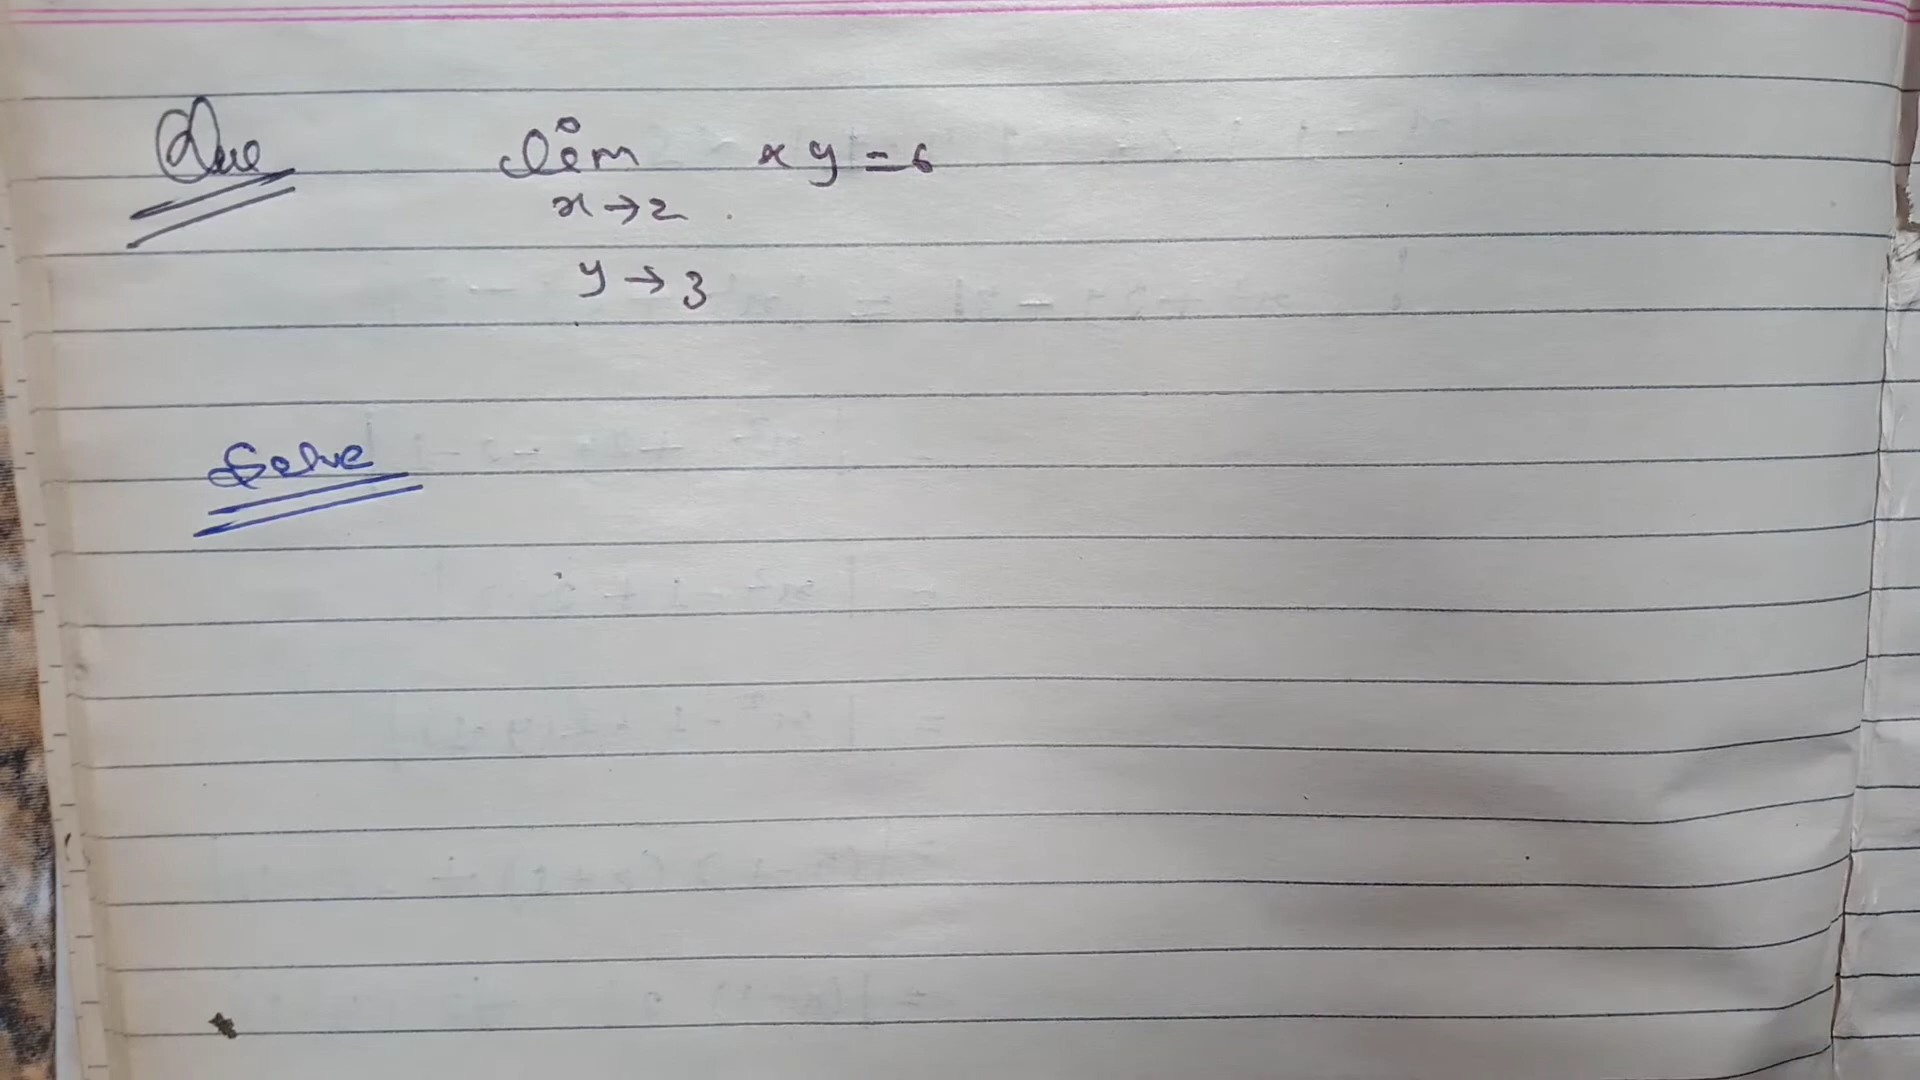 Que lim xy = 6
x → 2
y → 3
Solve